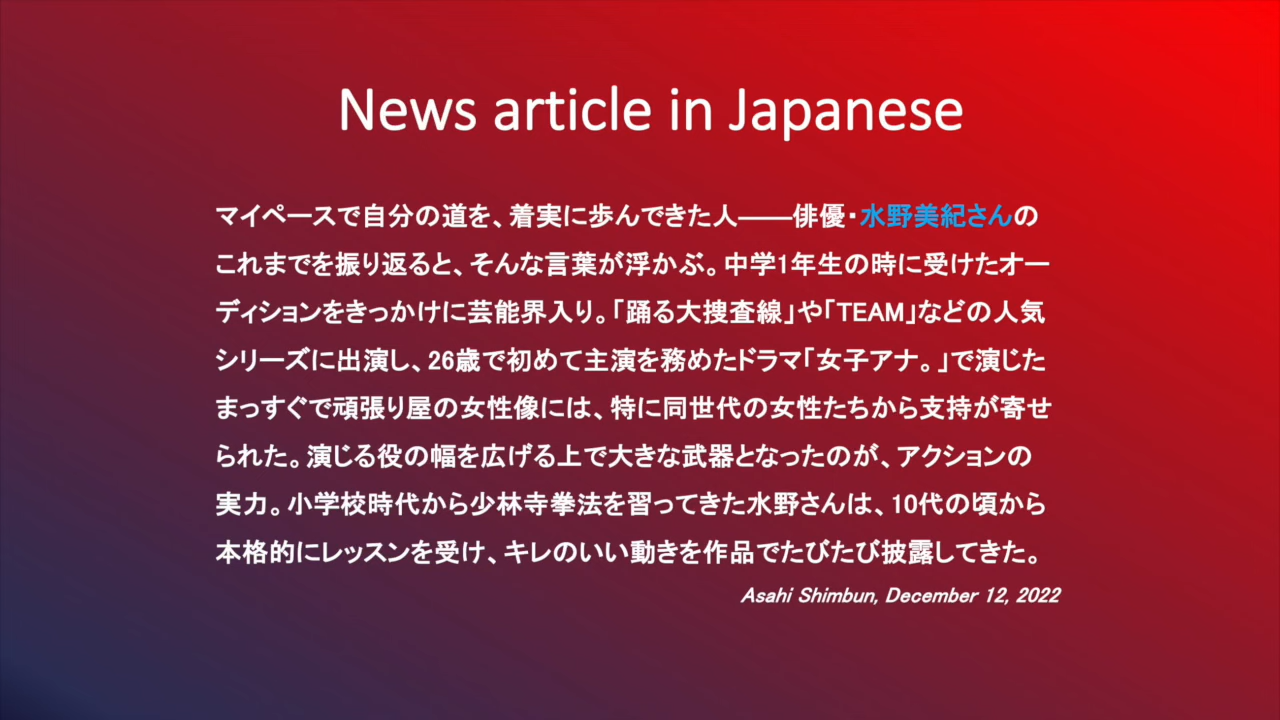 News article in Japanese
マイペースで自分の道を、着実に歩んできた人――俳優・水野美紀さんの
これまでを振り返ると、そんな言葉が浮かぶ。中学1年生の時に受けたオー
ディションをきっかけに芸能界入り。「踊る大捜査線」や「TEAM」などの人気
シリーズに出演し、26歳で初めて主演を務めたドラマ「女子アナ。」で演じた
まっすぐで頑張り屋の女性像には、特に同世代の女性たちから支持が寄せ
られた。演じる役の幅を広げる上で大きな武器となったのが、アクションの
実力。小学校時代から少林寺拳法を習ってきた水野さんは、10代の頃から
本格的にレッスンを受け、キレのいい動きを作品でたびたび披露してきた。
Asahi Shimbun, December 12, 2022